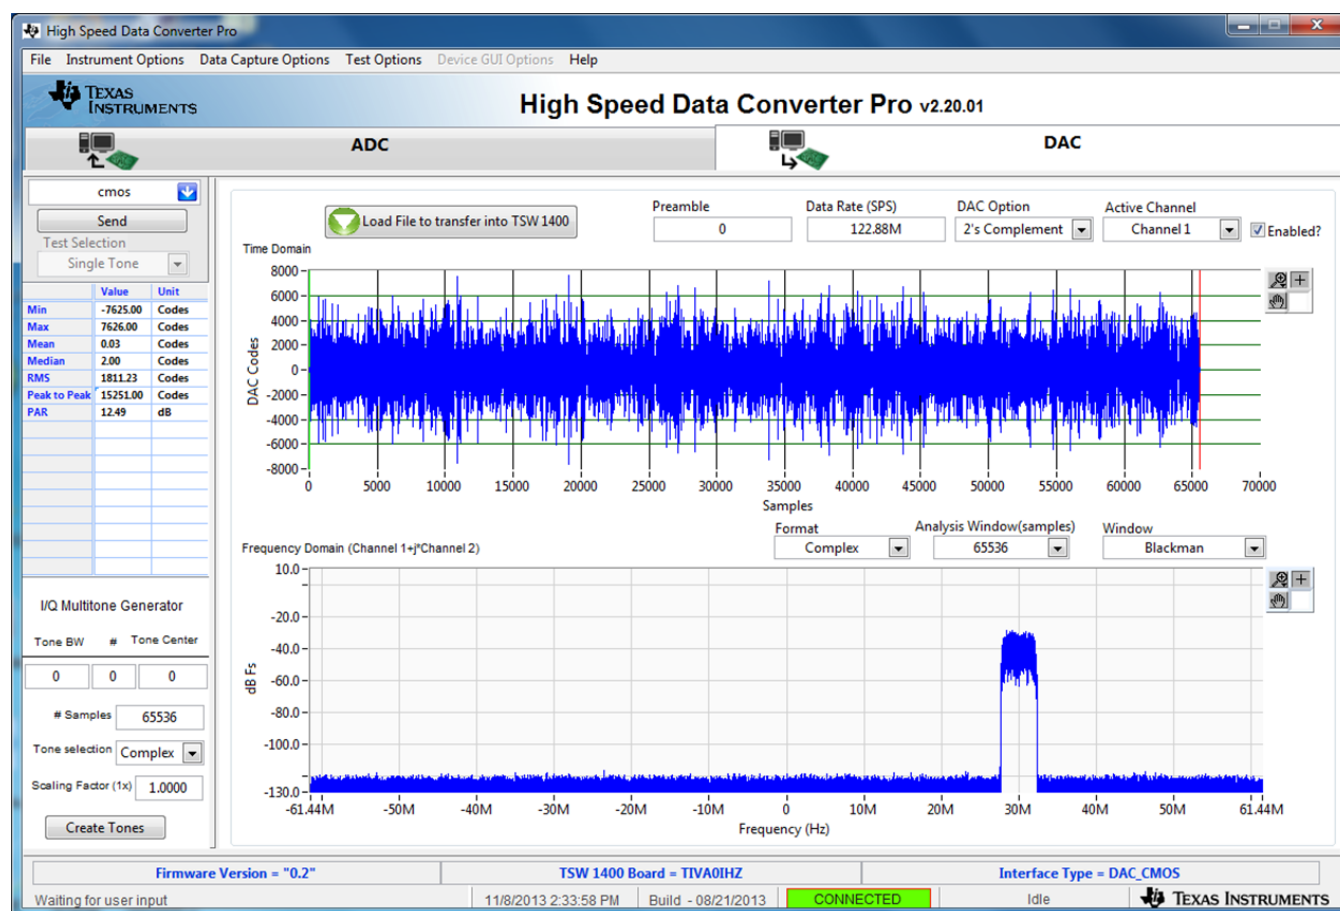 High Speed Data Converter Pro
File Instrument Options Data Capture Options Test Options Device GUI Options Help
TEXAS INSTRUMENTS
High Speed Data Converter Pro v2.20.01
ADC
DAC
cmos
Send
Test Selection
Single Tone
Value Unit
Min -7625.00 Codes
Max 7626.00 Codes
Mean 0.03 Codes
Median 2.00 Codes
RMS 1811.23 Codes
Peak to Peak 15251.00 Codes
PAR 12.49 dB
I/Q Multitone Generator
Tone BW # Tone Center
0 0 0
# Samples 65536
Tone selection Complex
Scaling Factor (1x) 1.0000
Create Tones
Load File to transfer into TSW 1400
Preamble
0
Data Rate (SPS)
122.88M
DAC Option
2's Complement
Active Channel
Channel 1
Enabled?
Time Domain
DAC Codes
8000
6000
4000
2000
0
-2000
-4000
-6000
-8000
0 5000 10000 15000 20000 25000 30000 35000 40000 45000 50000 55000 60000 65000 70000
Samples
Format
Complex
Analysis Window(samples)
65536
Window
Blackman
Frequency Domain (Channel 1+j*Channel 2)
dB Fs
10.0
-20.0
-40.0
-60.0
-80.0
-100.0
-130.0
-61.44M -50M -40M -30M -20M -10M 0 10M 20M 30M 40M 50M 61.44M
Frequency (Hz)
Firmware Version = "0.2"
TSW 1400 Board = TIVA0IHZ
Interface Type = DAC_CMOS
Waiting for user input
11/8/2013 2:33:58 PM
Build - 08/21/2013
CONNECTED
Idle
TEXAS INSTRUMENTS